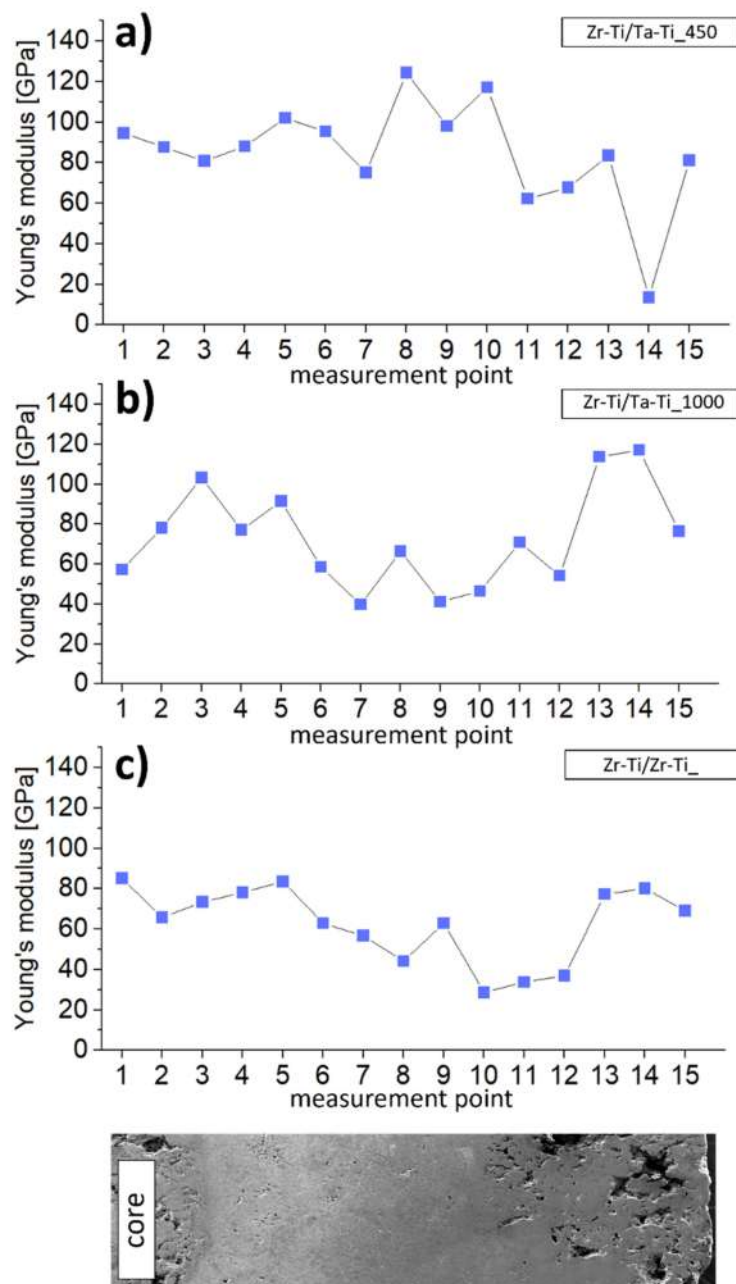 a)
Zr-Ti/Ta-Ti_450
Young's modulus [GPa]
140
120
100
80
60
40
20
0
1 2 3 4 5 6 7 8 9 10 11 12 13 14 15
measurement point
b)
Zr-Ti/Ta-Ti_1000
Young's modulus [GPa]
140
120
100
80
60
40
20
0
1 2 3 4 5 6 7 8 9 10 11 12 13 14 15
measurement point
c)
Zr-Ti/Zr-Ti_
Young's modulus [GPa]
140
120
100
80
60
40
20
0
1 2 3 4 5 6 7 8 9 10 11 12 13 14 15
measurement point
core